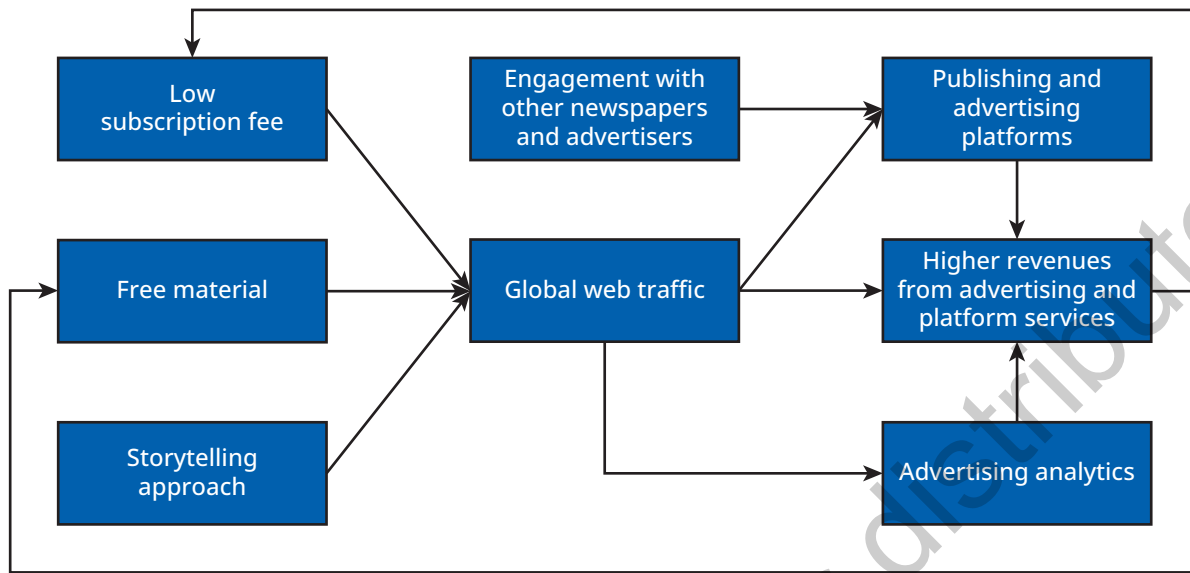 Low
subscription fee
Engagement with
other newspapers
and advertisers
Publishing and
advertising
platforms
Free material
Global web traffic
Higher revenues
from advertising and
platform services
Storytelling
approach
Advertising analytics
distribute